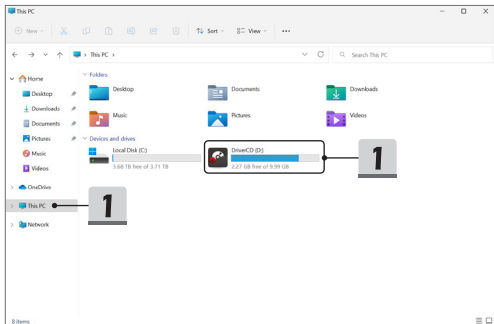 This PC
New
Sort
View
This PC
Search This PC
Home
Desktop
Downloads
Documents
Pictures
Music
Videos
OneDrive
This PC
Network
Folders
Desktop
Documents
Downloads
Music
Pictures
Videos
Devices and drives
Local Disk (C:)
3.68 TB free of 3.71 TB
DriverCD (D:)
2.27 GB free of 9.99 GB
1
1
8 items